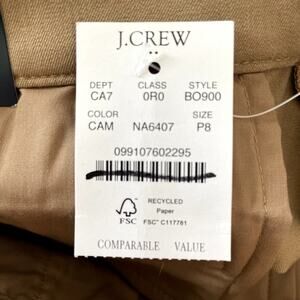 J.CREW
DEPT CLASS STYLE
CA7 0R0 BO900
COLOR SIZE
CAM NA6407 P8
099107602295
RECYCLED
Paper
FSC
FSC® C117781
COMPARABLE VALUE